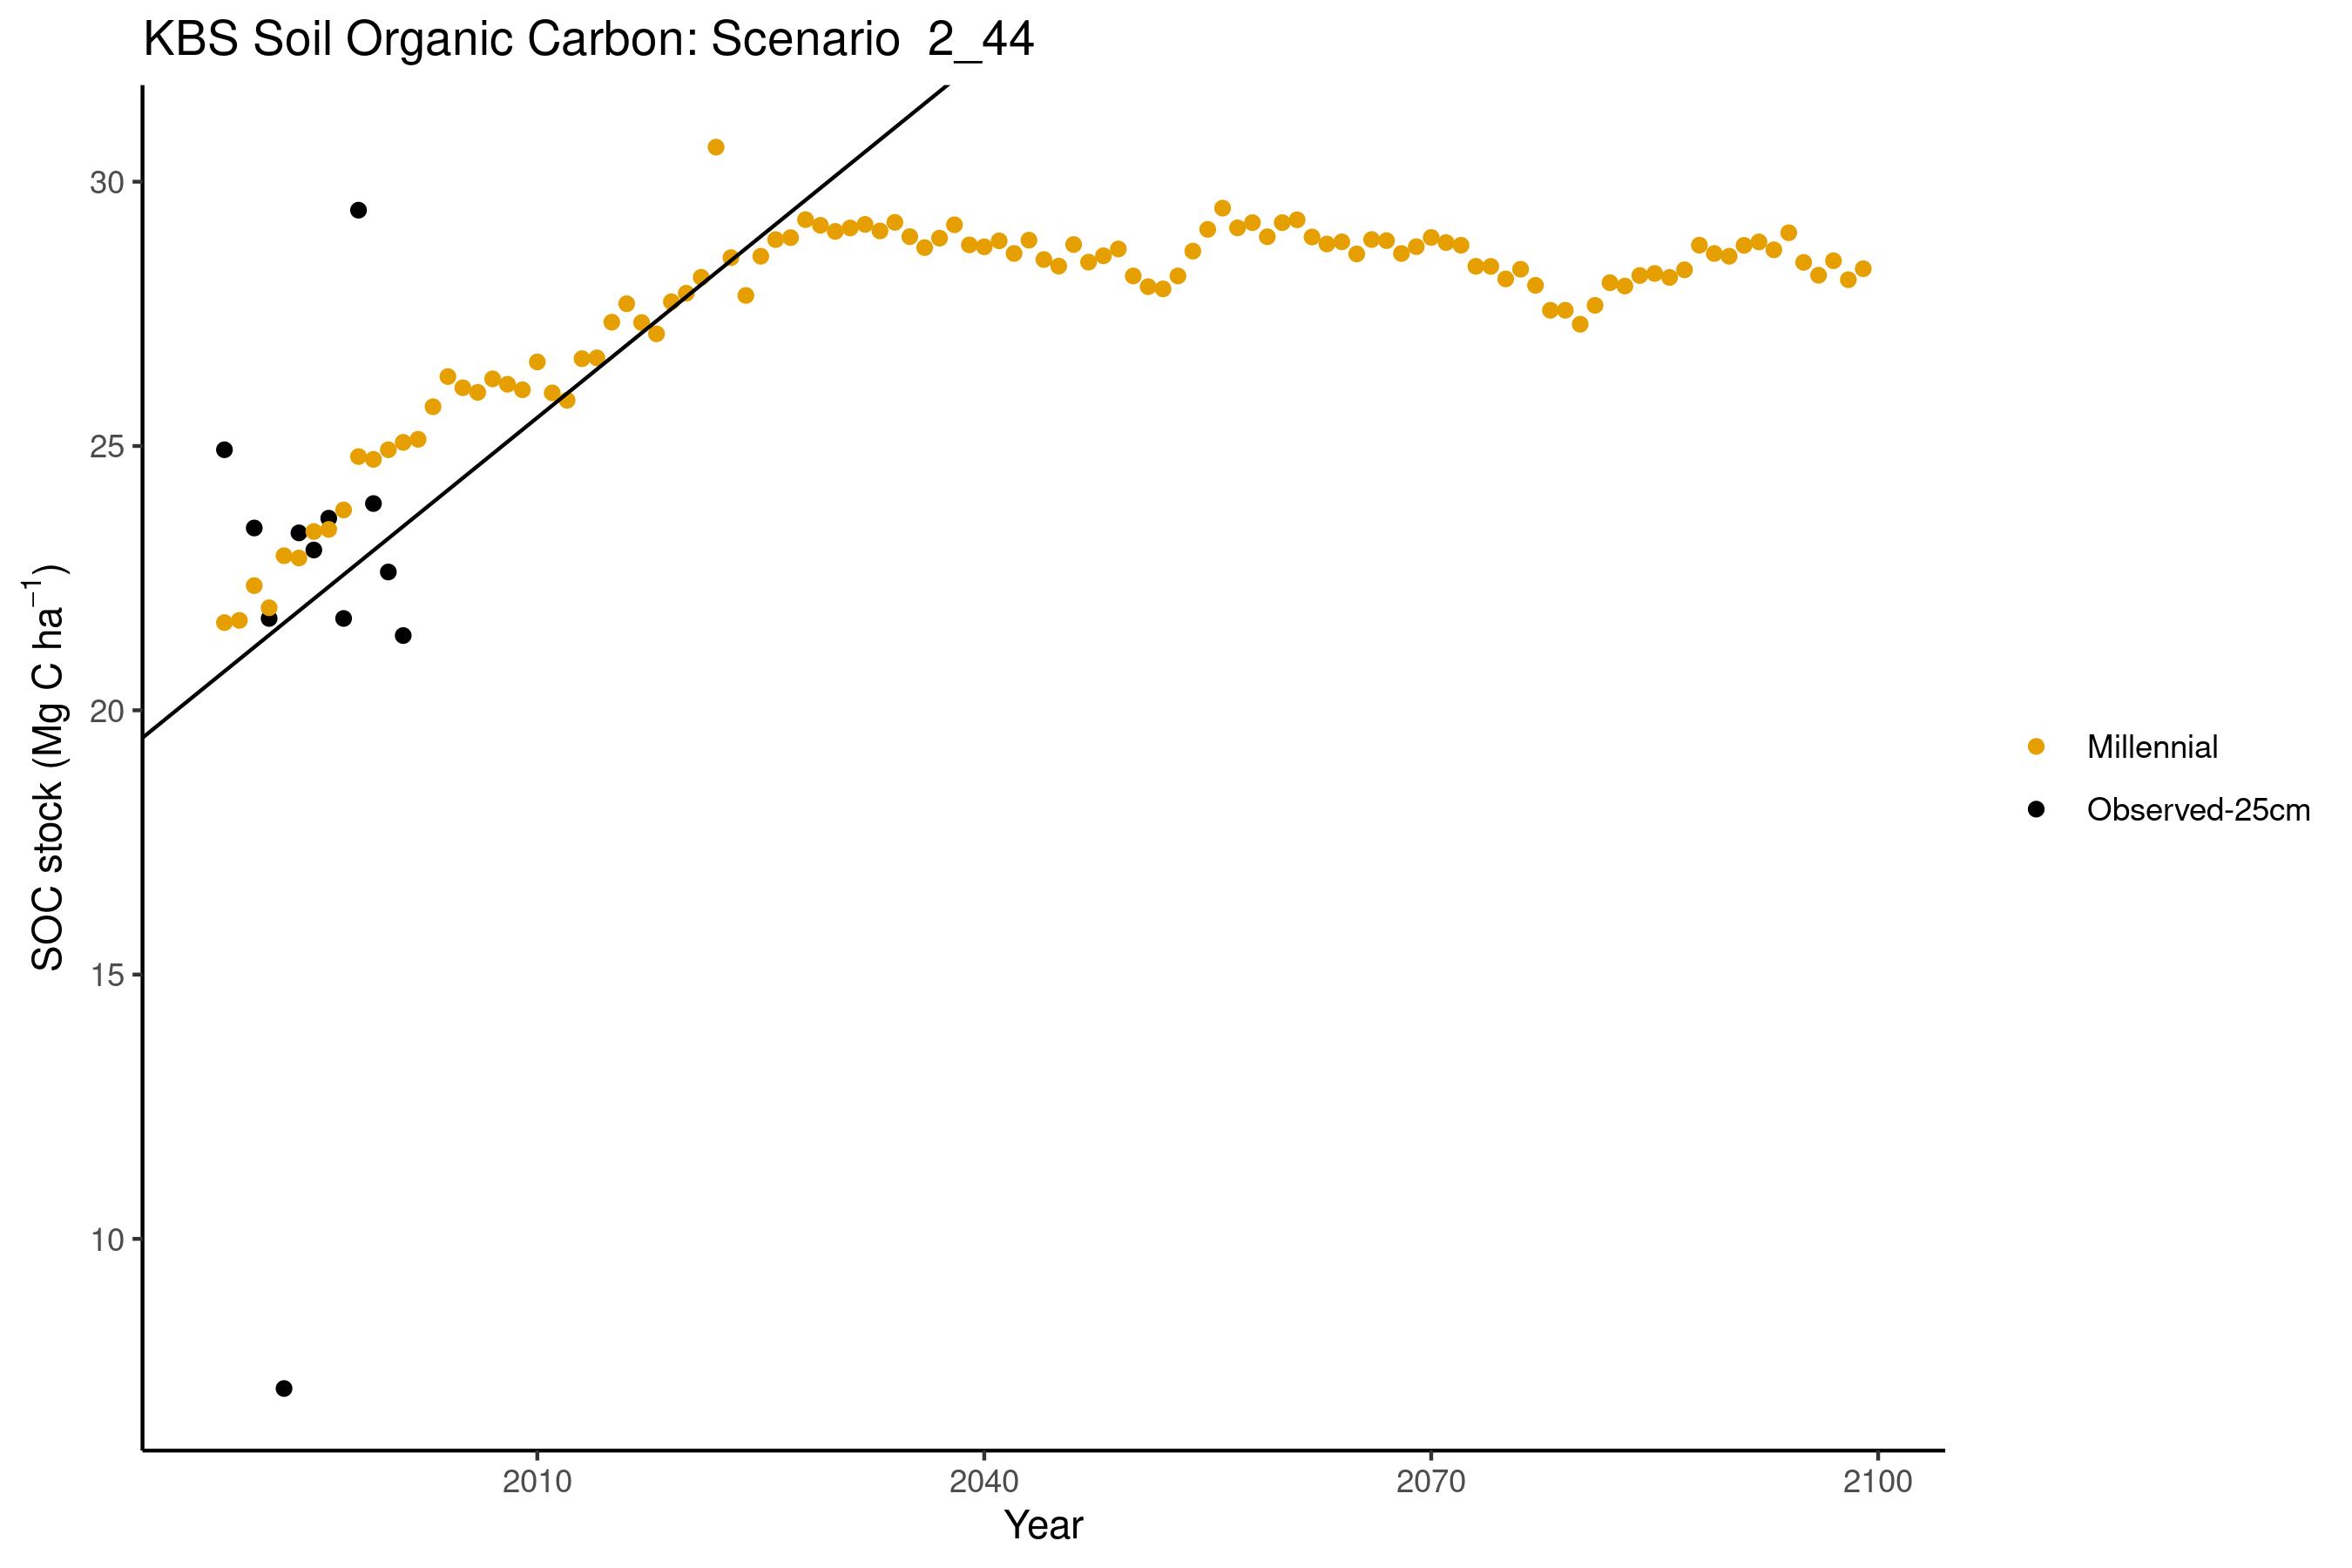 KBS Soil Organic Carbon: Scenario  2_44
SOC stock (Mg C ha⁻¹)
30
25
20
15
10
2010
2040
2070
2100
Year
Millennial
Observed-25cm